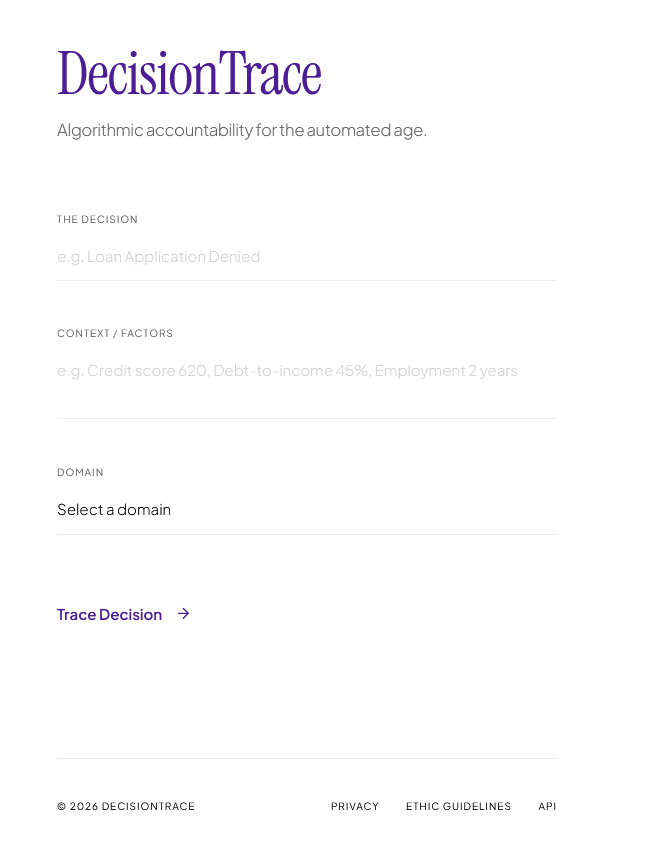 DecisionTrace
Algorithmic accountability for the automated age.
THE DECISION
e.g. Loan Application Denied
CONTEXT / FACTORS
e.g. Credit score 620, Debt-to-income 45%, Employment 2 years
DOMAIN
Select a domain
Trace Decision →
© 2026 DECISIONTRACE PRIVACY ETHIC GUIDELINES API